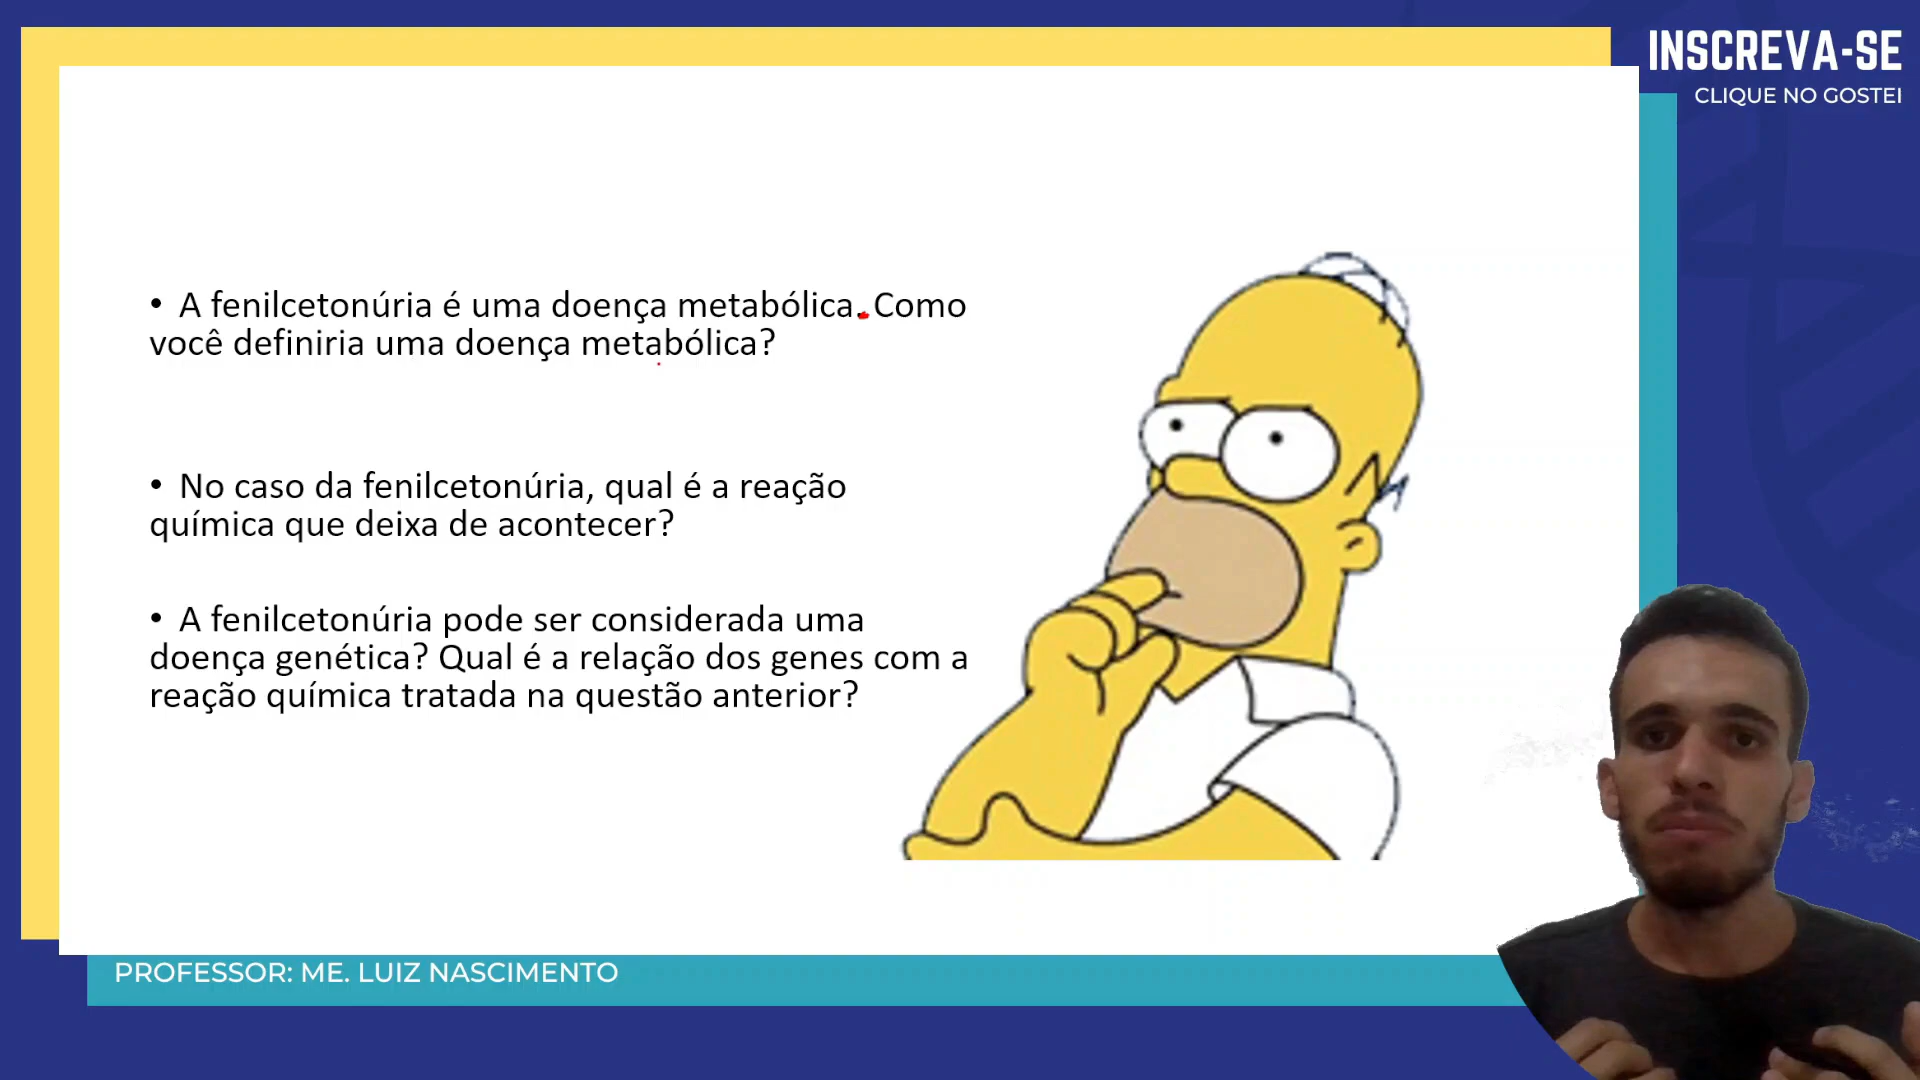 INSCREVA-SE
CLIQUE NO GOSTEI
• A fenilcetonúria é uma doença metabólica. Como
você definiria uma doença metabólica?
• No caso da fenilcetonúria, qual é a reação
química que deixa de acontecer?
• A fenilcetonúria pode ser considerada uma
doença genética? Qual é a relação dos genes com a
reação química tratada na questão anterior?
PROFESSOR: ME. LUIZ NASCIMENTO